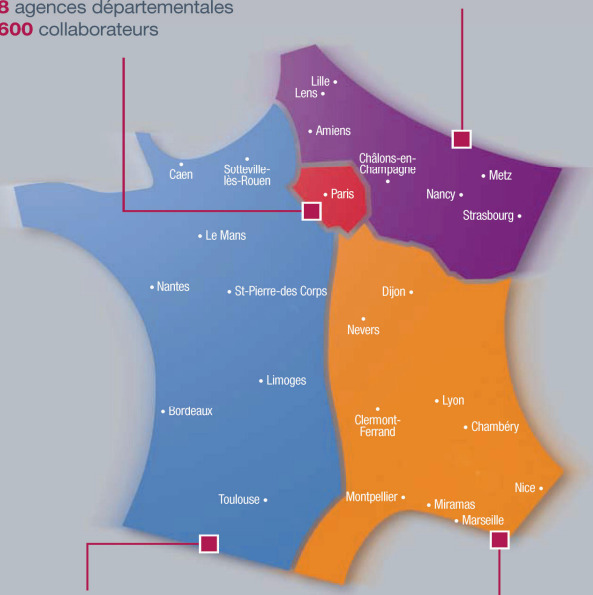 8 agences départementales
600 collaborateurs
Lille
Lens
Amiens
Châlons-en-
Champagne
Metz
Caen
Sotteville-
lès-Rouen
Paris
Nancy
Strasbourg
Le Mans
Nantes
St-Pierre-des Corps
Dijon
Nevers
Limoges
Lyon
Bordeaux
Clermont-
Ferrand
Chambéry
Toulouse
Montpellier
Nice
Miramas
Marseille